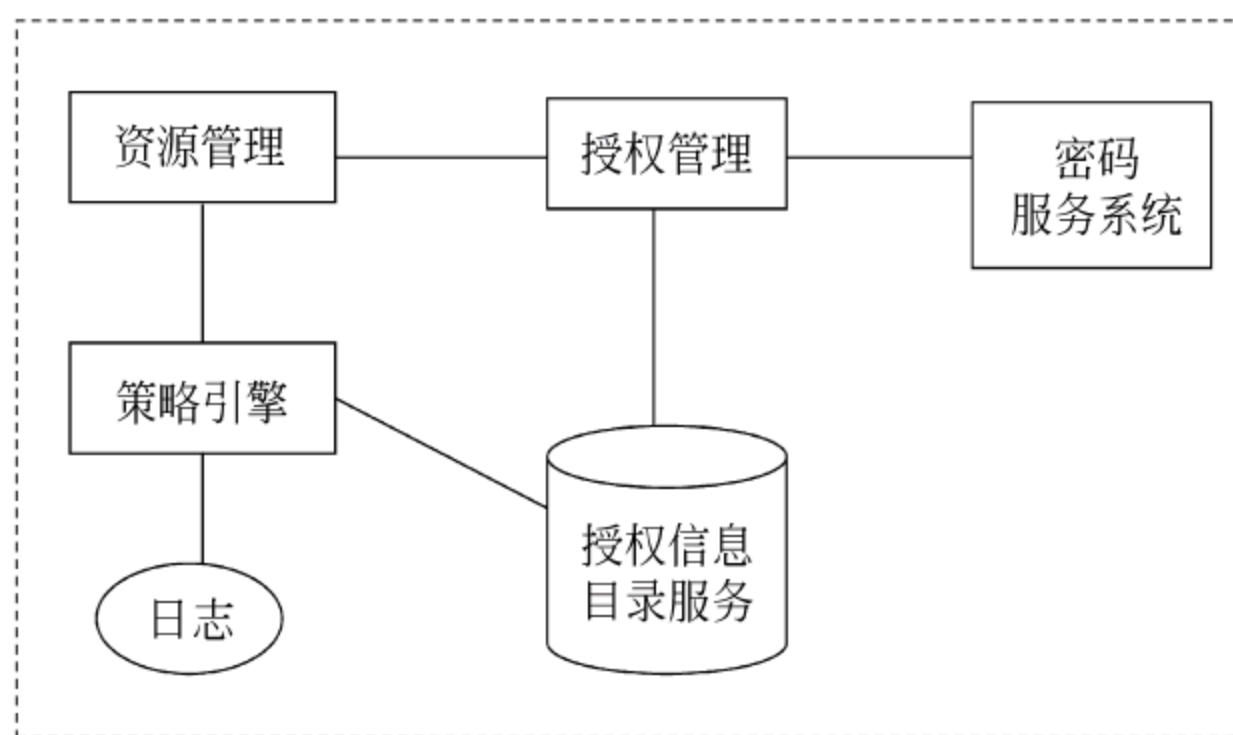 资源管理
授权管理
密码
服务系统
策略引擎
授权信息
目录服务
日志